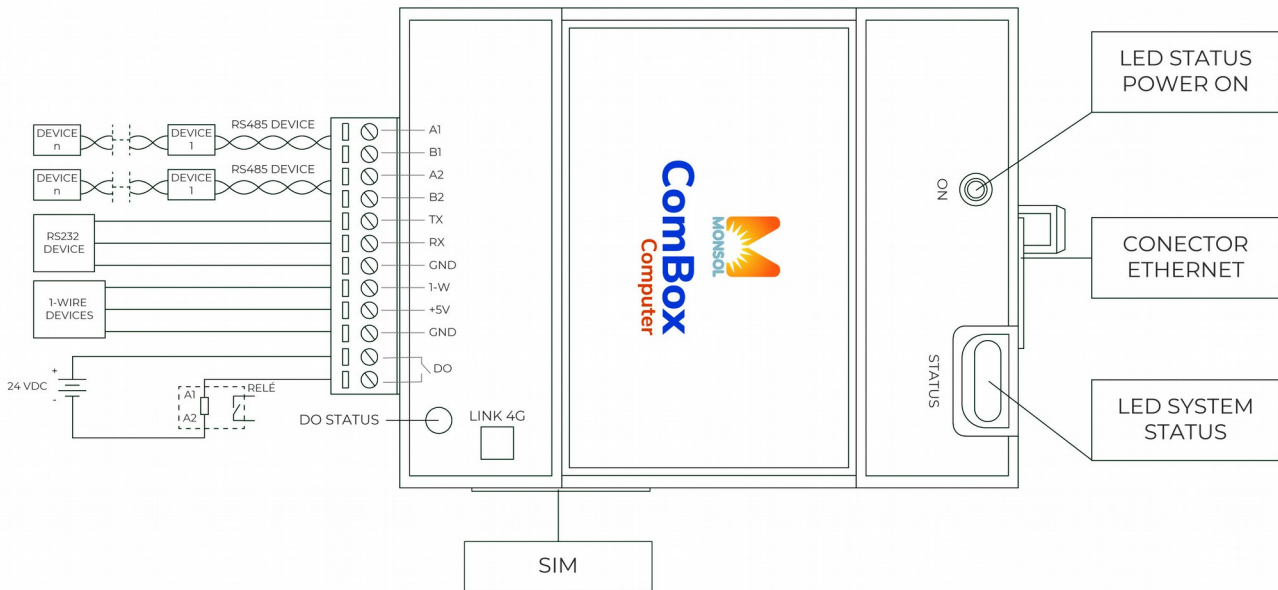 LED STATUS
POWER ON
DEVICE
n
DEVICE
1
RS485 DEVICE
A1
B1
DEVICE
n
DEVICE
1
RS485 DEVICE
A2
B2
RS232
DEVICE
TX
RX
GND
1-WIRE
DEVICES
1-W
+5V
GND
24 VDC
+
-
A1
A2
RELÉ
DO
DO STATUS
LINK 4G
MONSOL
ComBox
Computer
ON
STATUS
CONECTOR
ETHERNET
LED SYSTEM
STATUS
SIM